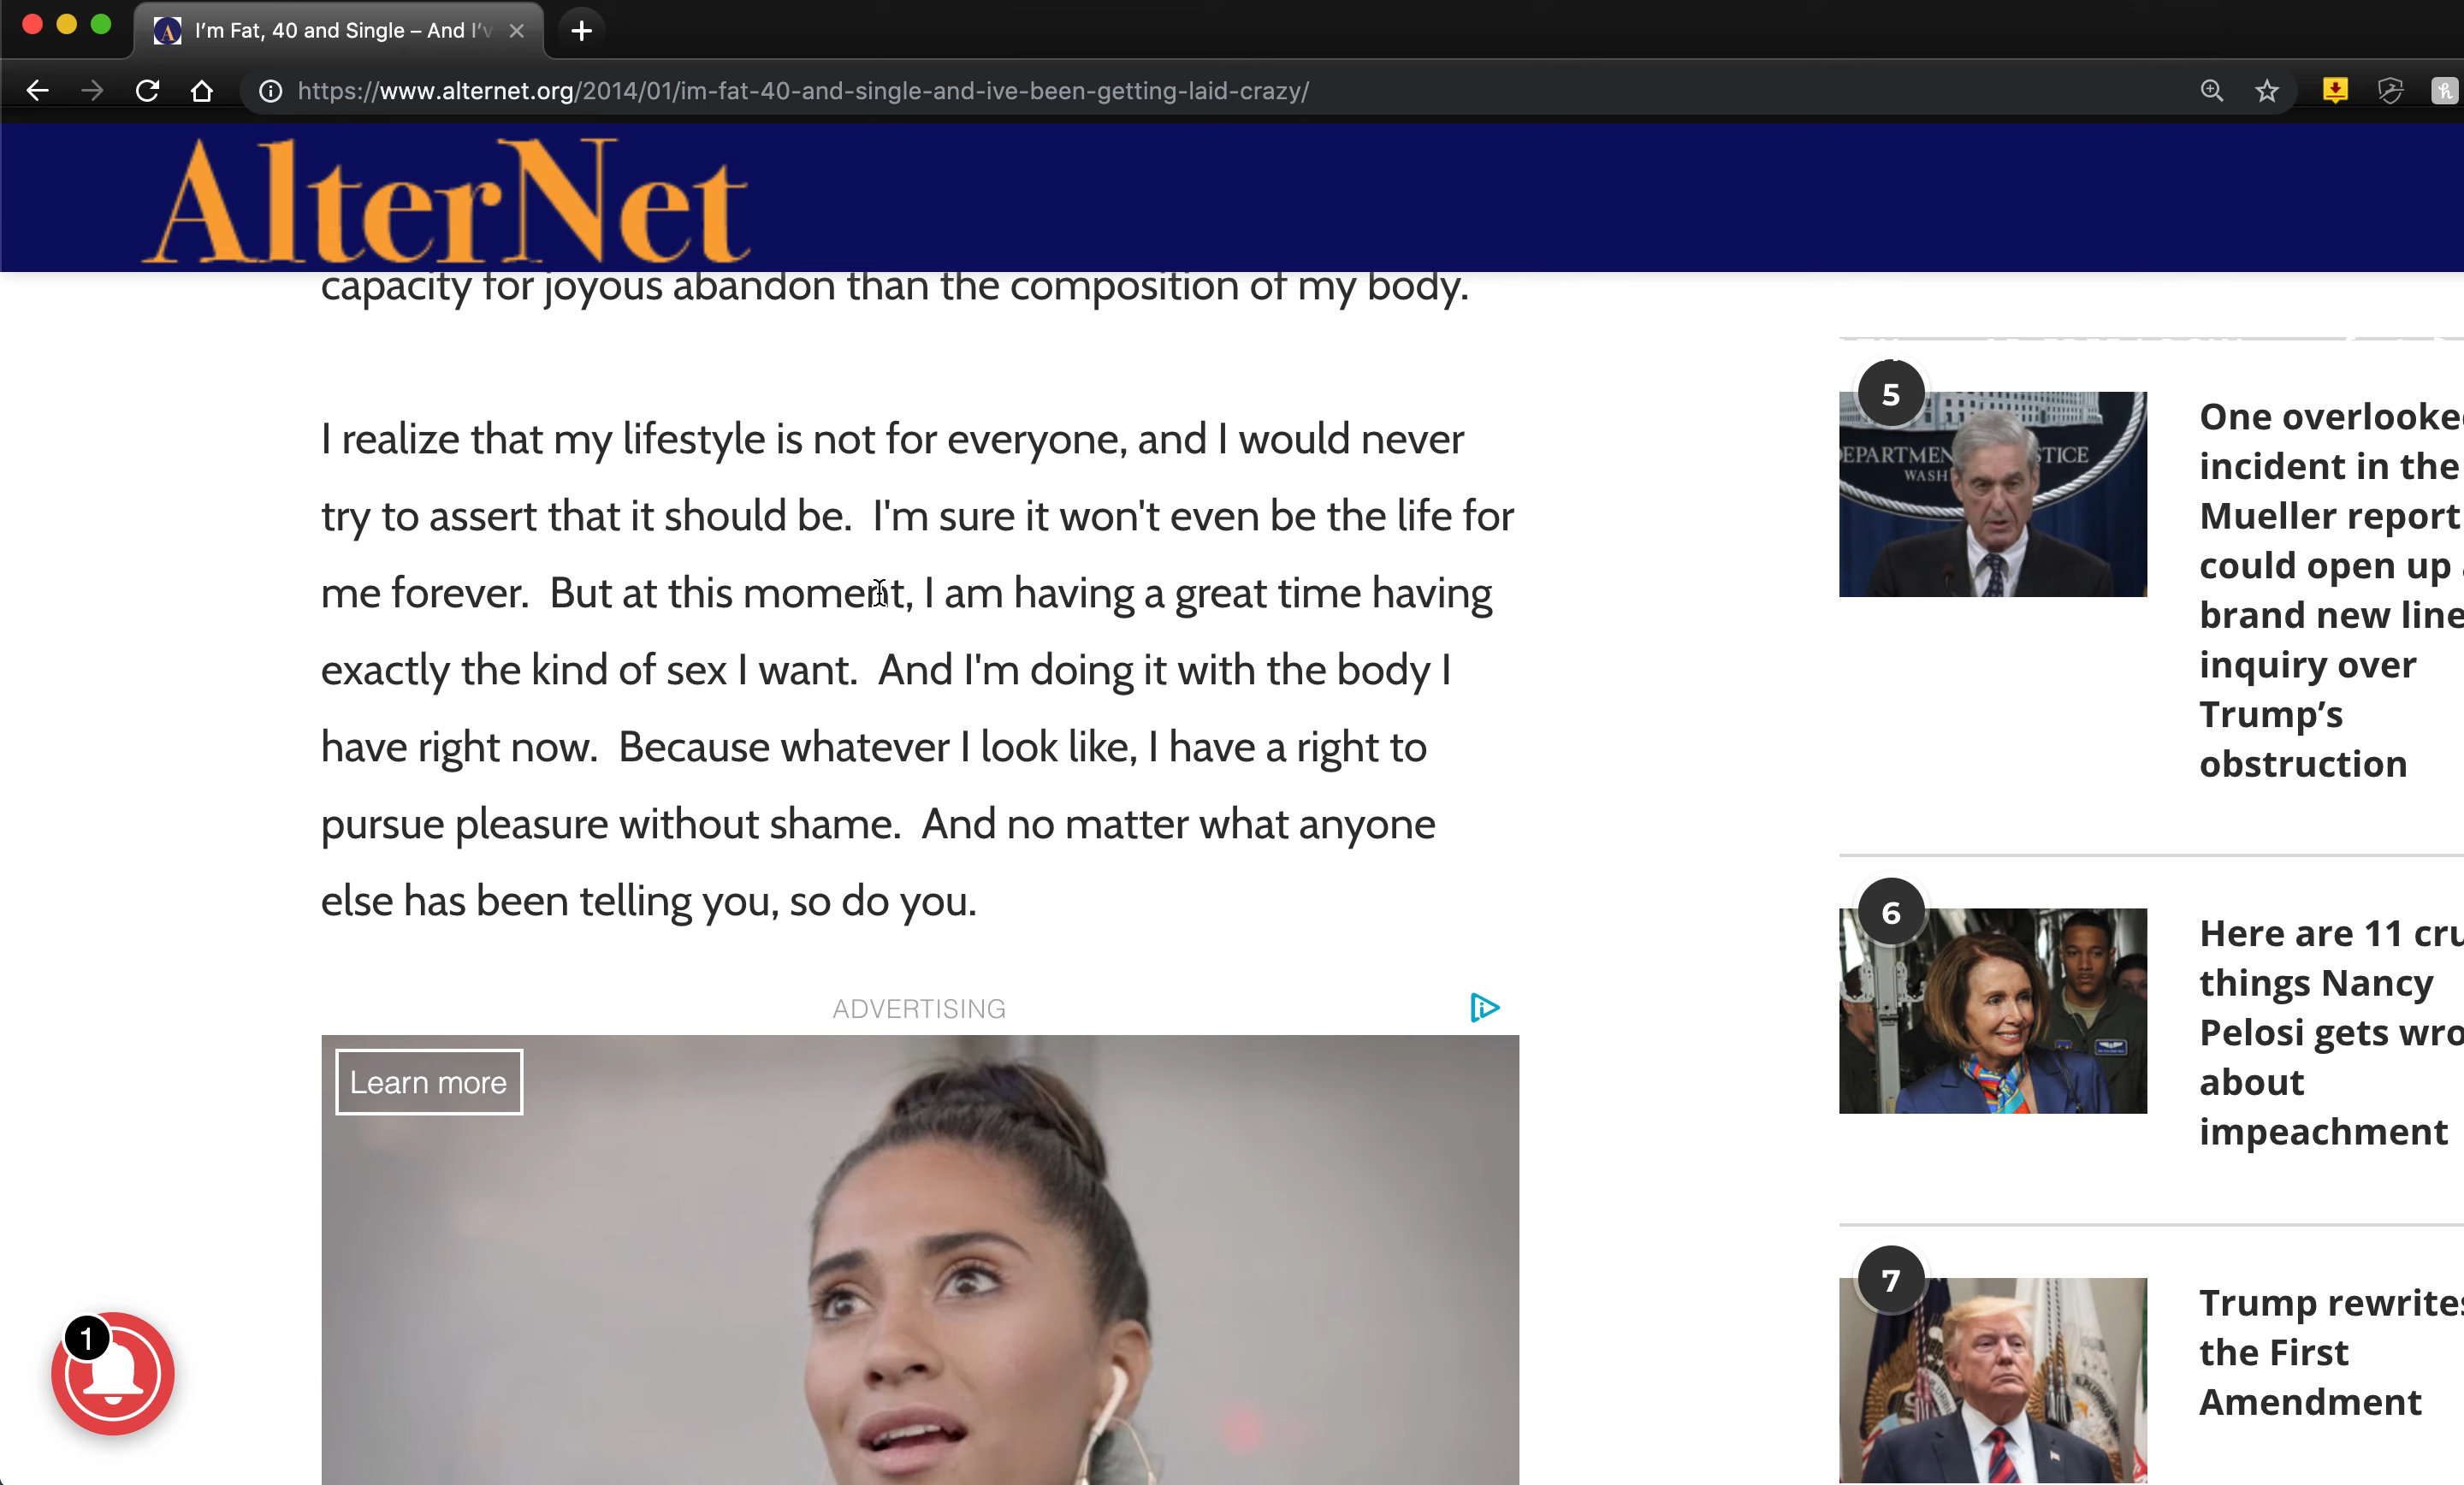 I'm Fat, 40 and Single – And I'v
https://www.alternet.org/2014/01/im-fat-40-and-single-and-ive-been-getting-laid-crazy/
AlterNet
capacity for joyous abandon than the composition of my body.
I realize that my lifestyle is not for everyone, and I would never
try to assert that it should be.  I'm sure it won't even be the life for
me forever.  But at this moment, I am having a great time having
exactly the kind of sex I want.  And I'm doing it with the body I
have right now.  Because whatever I look like, I have a right to
pursue pleasure without shame.  And no matter what anyone
else has been telling you, so do you.
ADVERTISING
Learn more
1
5
DEPARTMEN STICE
WASH
One overlooke
incident in the
Mueller report
could open up a
brand new line
inquiry over
Trump's
obstruction
6
Here are 11 cru
things Nancy
Pelosi gets wro
about
impeachment
7
Trump rewrites
the First
Amendment